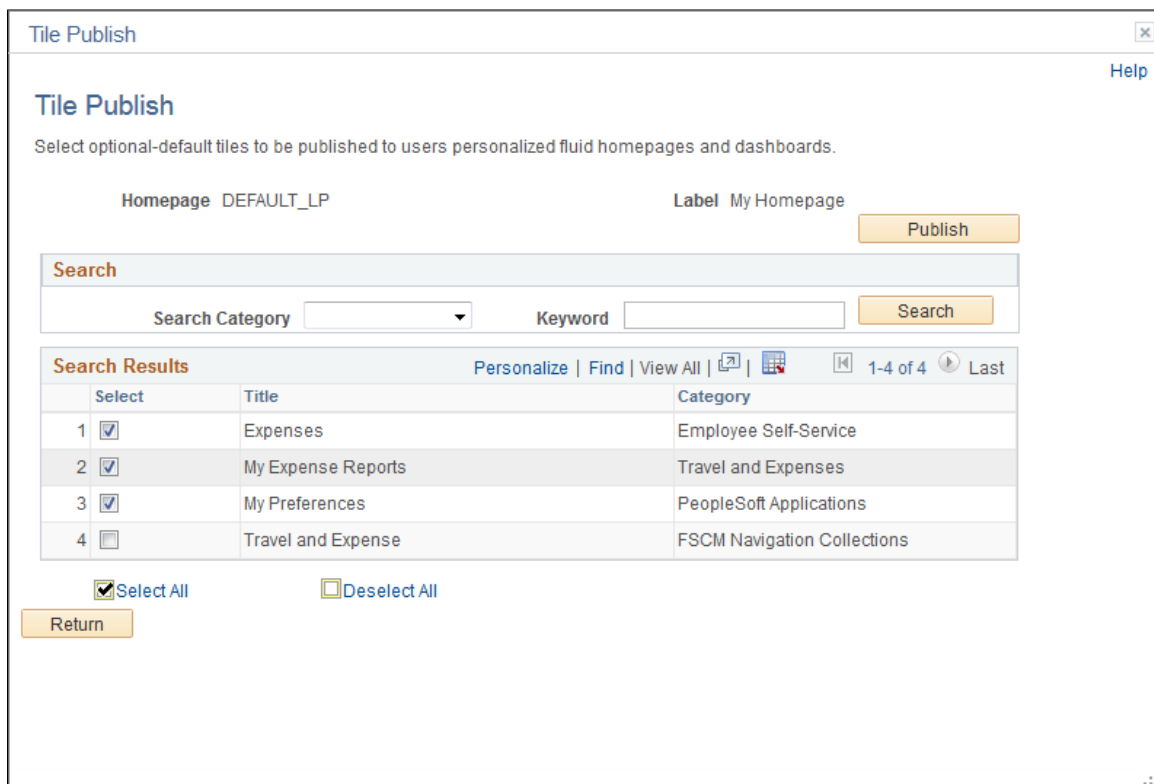 Tile Publish
Help
Tile Publish
Select optional-default tiles to be published to users personalized fluid homepages and dashboards.
Homepage DEFAULT_LP Label My Homepage
Publish
Search
Search Category Keyword Search
Search Results Personalize | Find | View All | | 1-4 of 4 Last
Select Title Category
1 Expenses Employee Self-Service
2 My Expense Reports Travel and Expenses
3 My Preferences PeopleSoft Applications
4 Travel and Expense FSCM Navigation Collections
Select All Deselect All
Return